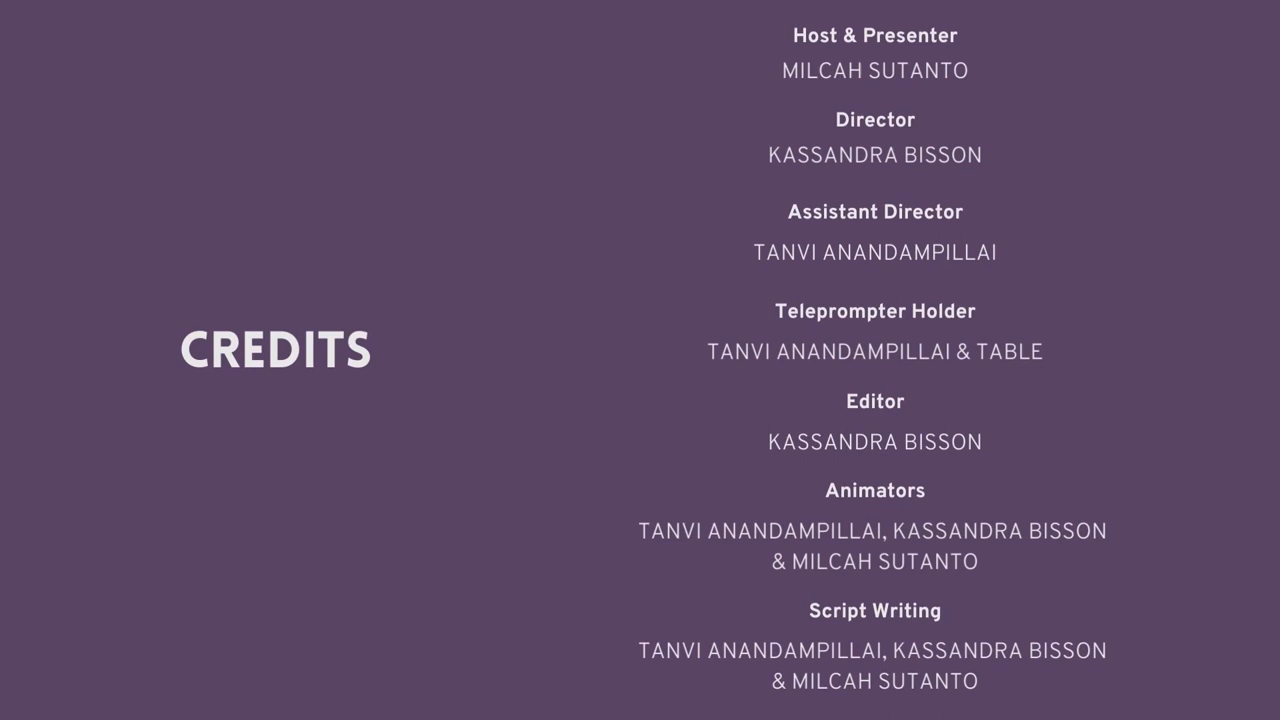 CREDITS
Host & Presenter
MILCAH SUTANTO
Director
KASSANDRA BISSON
Assistant Director
TANVI ANANDAMPILLAI
Teleprompter Holder
TANVI ANANDAMPILLAI & TABLE
Editor
KASSANDRA BISSON
Animators
TANVI ANANDAMPILLAI, KASSANDRA BISSON
& MILCAH SUTANTO
Script Writing
TANVI ANANDAMPILLAI, KASSANDRA BISSON
& MILCAH SUTANTO